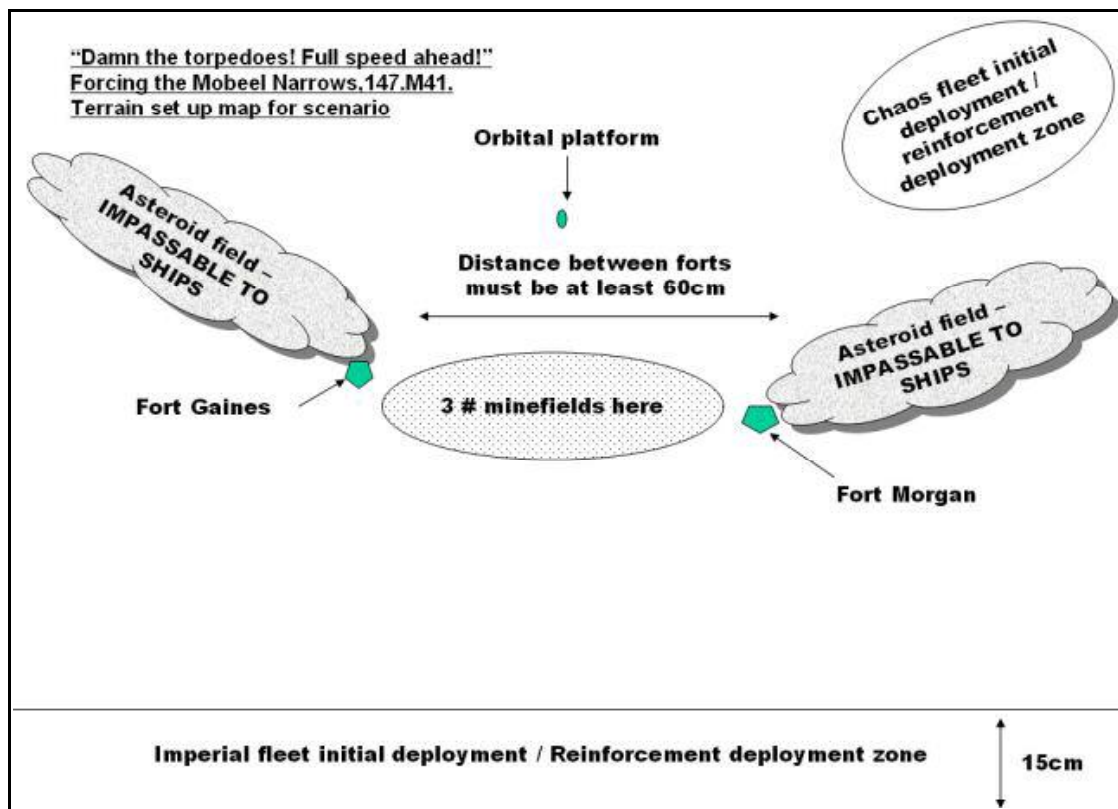 “Damn the torpedoes! Full speed ahead!”
Forcing the Mobeel Narrows,147.M41.
Terrain set up map for scenario
Chaos fleet initial
deployment /
reinforcement
deployment zone
Orbital platform
Asteroid field –
IMPASSABLE TO
SHIPS
Distance between forts
must be at least 60cm
Asteroid field –
IMPASSABLE TO
SHIPS
Fort Gaines
3 # minefields here
Fort Morgan
Imperial fleet initial deployment / Reinforcement deployment zone
15cm